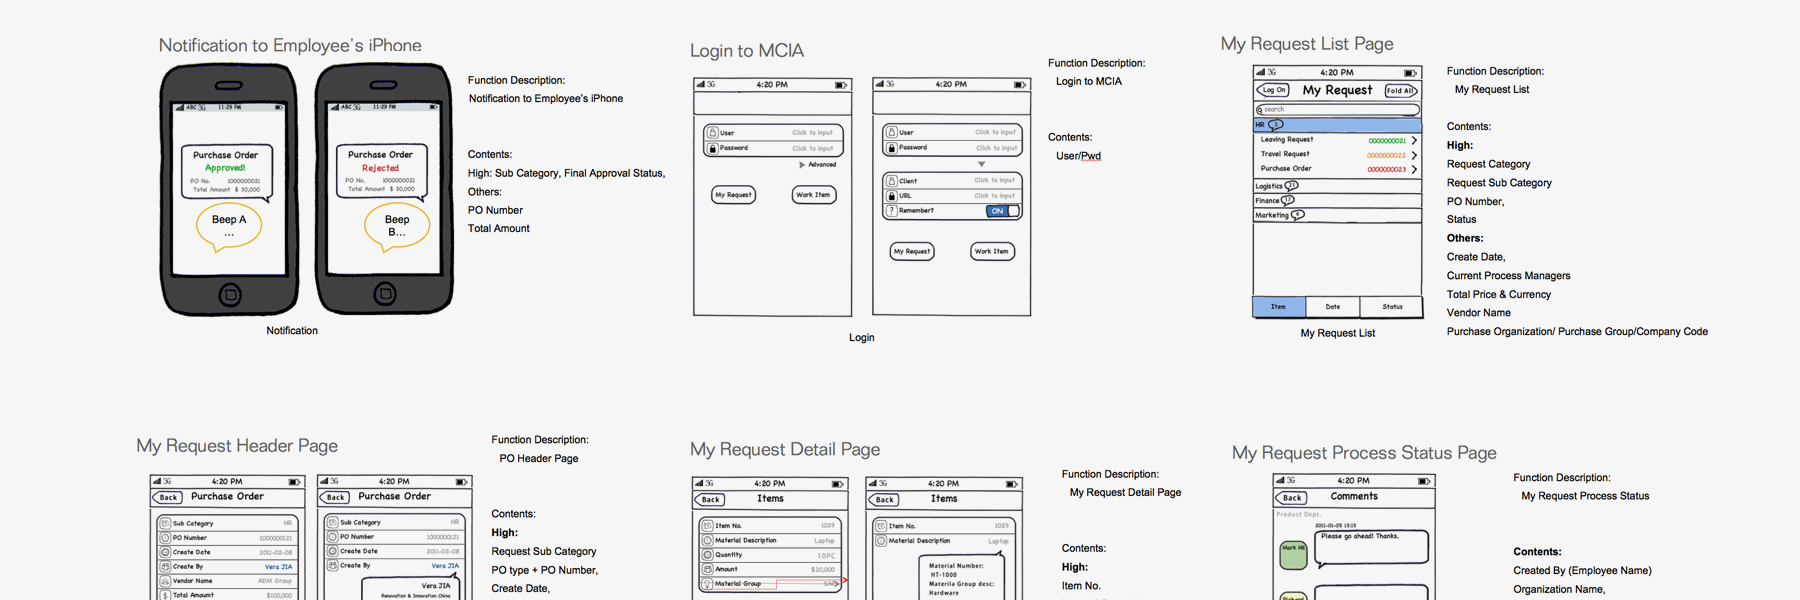 Notification to Employee's iPhone
ABC 3G 11:29 PM
Purchase Order
Approved!
PO No. 1000000021
Total Amount $ 30,000
Beep A
...
ABC 3G 11:29 PM
Purchase Order
Rejected
PO No. 1000000021
Total Amount $ 30,000
Beep
B...
Notification
Function Description:
Notification to Employee's iPhone
Contents:
High: Sub Category, Final Approval Status,
Others:
PO Number
Total Amount
Login to MCIA
3G 4:20 PM
User Click to input
Password Click to input
Advanced
My Request Work Item
3G 4:20 PM
User Click to input
Password Click to input
Client Click to input
URL Click to input
? Remember? ON
My Request Work Item
Login
Function Description:
Login to MCIA
Contents:
User/Pwd
My Request List Page
3G 4:20 PM
Log On My Request Fold All
search
HR 3
Leaving Request 0000000021
Travel Request 0000000022
Purchase Order 0000000023
Logistics 21
Finance 17
Marketing 6
Item Date Status
My Request List
Function Description:
My Request List
Contents:
High:
Request Category
Request Sub Category
PO Number,
Status
Others:
Create Date,
Current Process Managers
Total Price & Currency
Vendor Name
Purchase Organization/ Purchase Group/Company Code
My Request Header Page
3G 4:20 PM
Back Purchase Order
Sub Category HR
PO Number 1000000121
Create Date 2011-02-08
Create By Vera JIA
Vendor Name ADM Group
$ Total Amount $100,000
3G 4:20 PM
Back Purchase Order
Sub Category HR
PO Number 1000000121
Create Date 2011-02-08
Create By Vera JIA
Vera JIA
Renovation & Innovation China
Function Description:
PO Header Page
Contents:
High:
Request Sub Category
PO type + PO Number,
Create Date,
My Request Detail Page
3G 4:20 PM
Back Items
Item No. 1029
Material Description Laptop
Quantity 10PC
Amount $20,000
Material Group
3G 4:20 PM
Back Items
Item No. 1029
Material Description Laptop
Material Number:
HT-1000
Materila Group desc:
Hardware
Function Description:
My Request Detail Page
Contents:
High:
Item No.
My Request Process Status Page
3G 4:20 PM
Back Comments
Product Dept.
2011-01-05 13:15
Mark HE
Please go ahead! Thanks.
Function Description:
My Request Process Status
Contents:
Created By (Employee Name)
Organization Name,